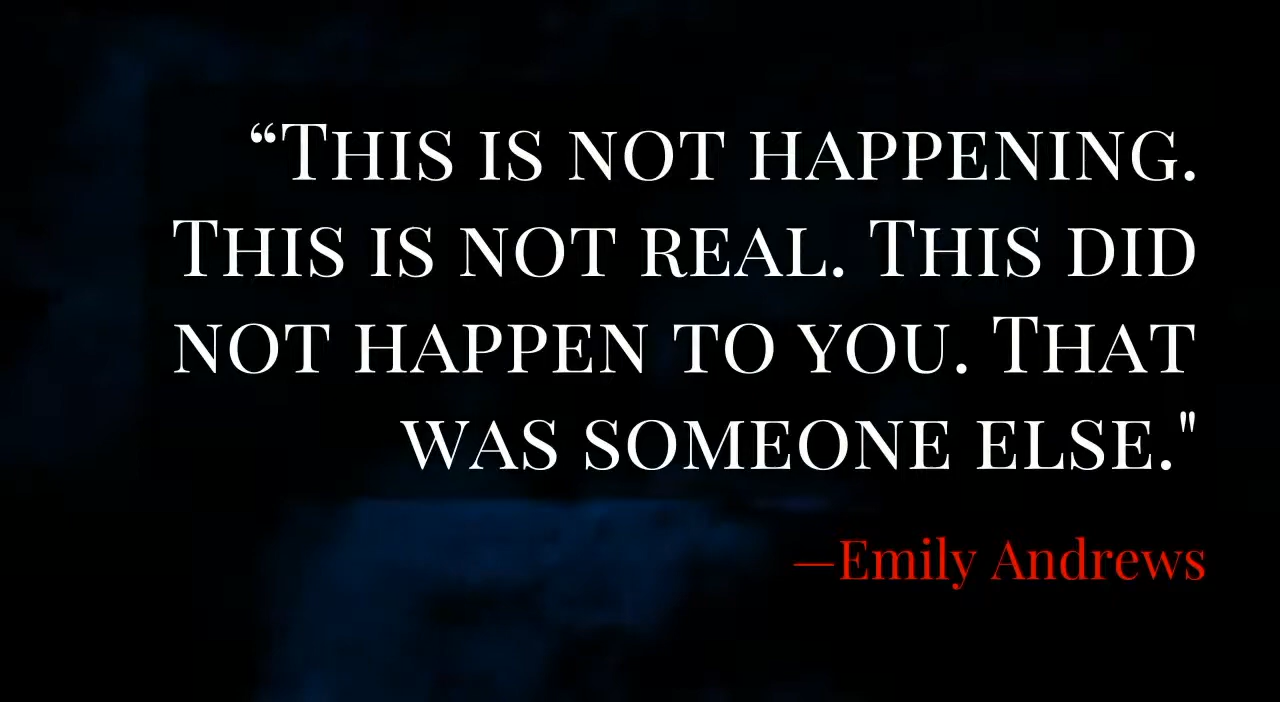 “This is not happening.
This is not real. This did
not happen to you. That
was someone else."
—Emily Andrews